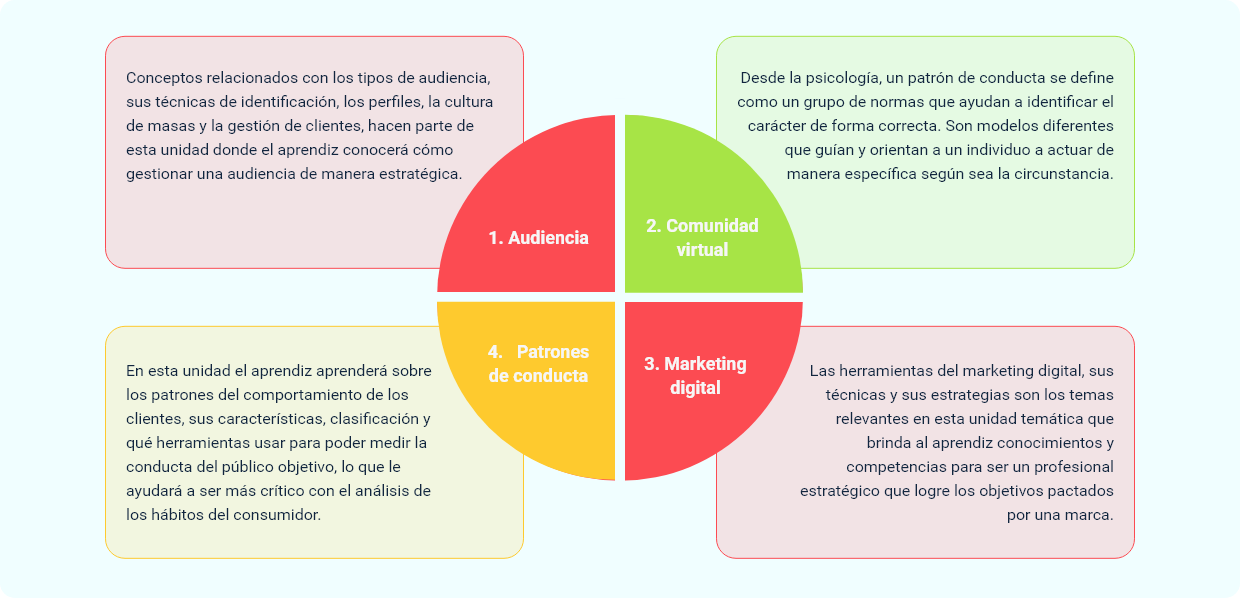 Conceptos relacionados con los tipos de audiencia,
sus técnicas de identificación, los perfiles, la cultura
de masas y la gestión de clientes, hacen parte de
esta unidad donde el aprendiz conocerá cómo
gestionar una audiencia de manera estratégica.
1. Audiencia
Desde la psicología, un patrón de conducta se define
como un grupo de normas que ayudan a identificar el
carácter de forma correcta. Son modelos diferentes
que guían y orientan a un individuo a actuar de
manera específica según sea la circunstancia.
2. Comunidad
virtual
Las herramientas del marketing digital, sus
técnicas y sus estrategias son los temas
relevantes en esta unidad temática que
brinda al aprendiz conocimientos y
competencias para ser un profesional
estratégico que logre los objetivos pactados
por una marca.
3. Marketing
digital
En esta unidad el aprendiz aprenderá sobre
los patrones del comportamiento de los
clientes, sus características, clasificación y
qué herramientas usar para poder medir la
conducta del público objetivo, lo que le
ayudará a ser más crítico con el análisis de
los hábitos del consumidor.
4. Patrones
de conducta